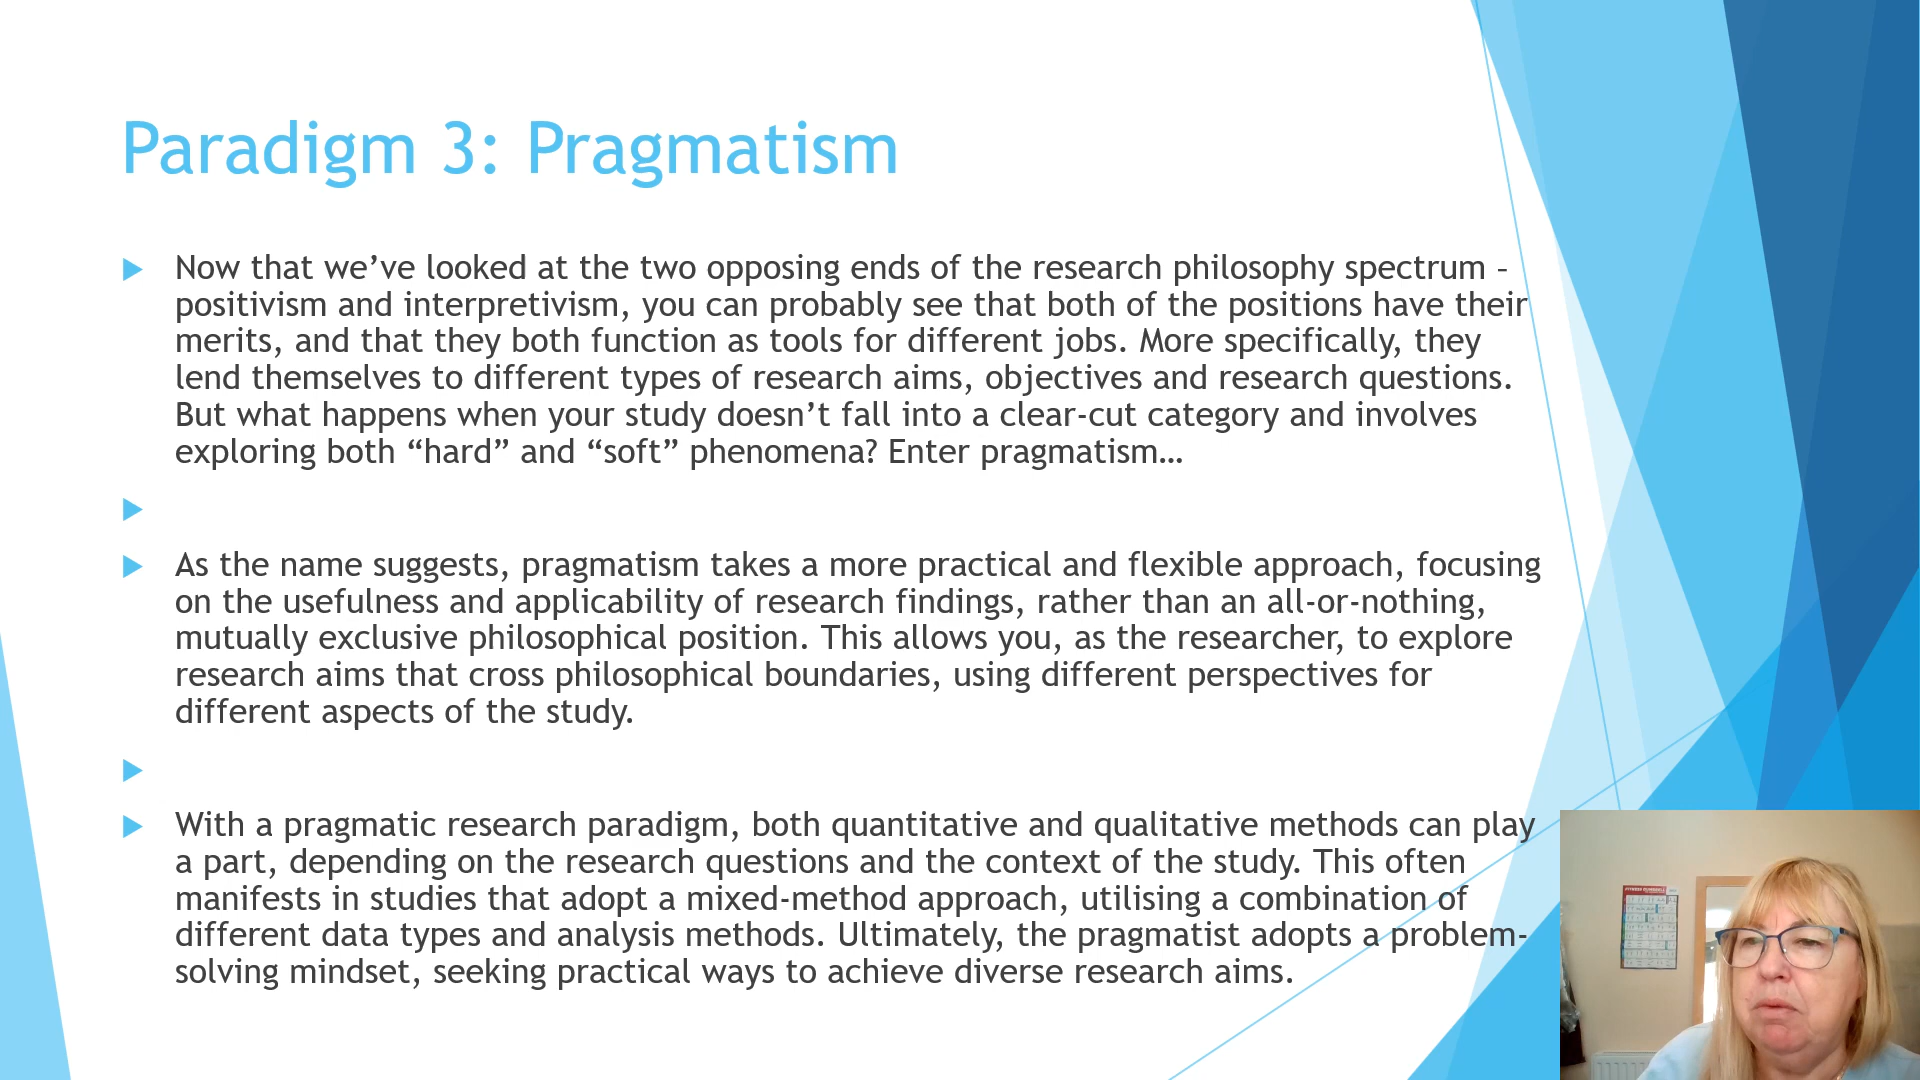 Paradigm 3: Pragmatism
Now that we’ve looked at the two opposing ends of the research philosophy spectrum –
positivism and interpretivism, you can probably see that both of the positions have their
merits, and that they both function as tools for different jobs. More specifically, they
lend themselves to different types of research aims, objectives and research questions.
But what happens when your study doesn’t fall into a clear-cut category and involves
exploring both “hard” and “soft” phenomena? Enter pragmatism…
As the name suggests, pragmatism takes a more practical and flexible approach, focusing
on the usefulness and applicability of research findings, rather than an all-or-nothing,
mutually exclusive philosophical position. This allows you, as the researcher, to explore
research aims that cross philosophical boundaries, using different perspectives for
different aspects of the study.
With a pragmatic research paradigm, both quantitative and qualitative methods can play
a part, depending on the research questions and the context of the study. This often
manifests in studies that adopt a mixed-method approach, utilising a combination of
different data types and analysis methods. Ultimately, the pragmatist adopts a problem-
solving mindset, seeking practical ways to achieve diverse research aims.